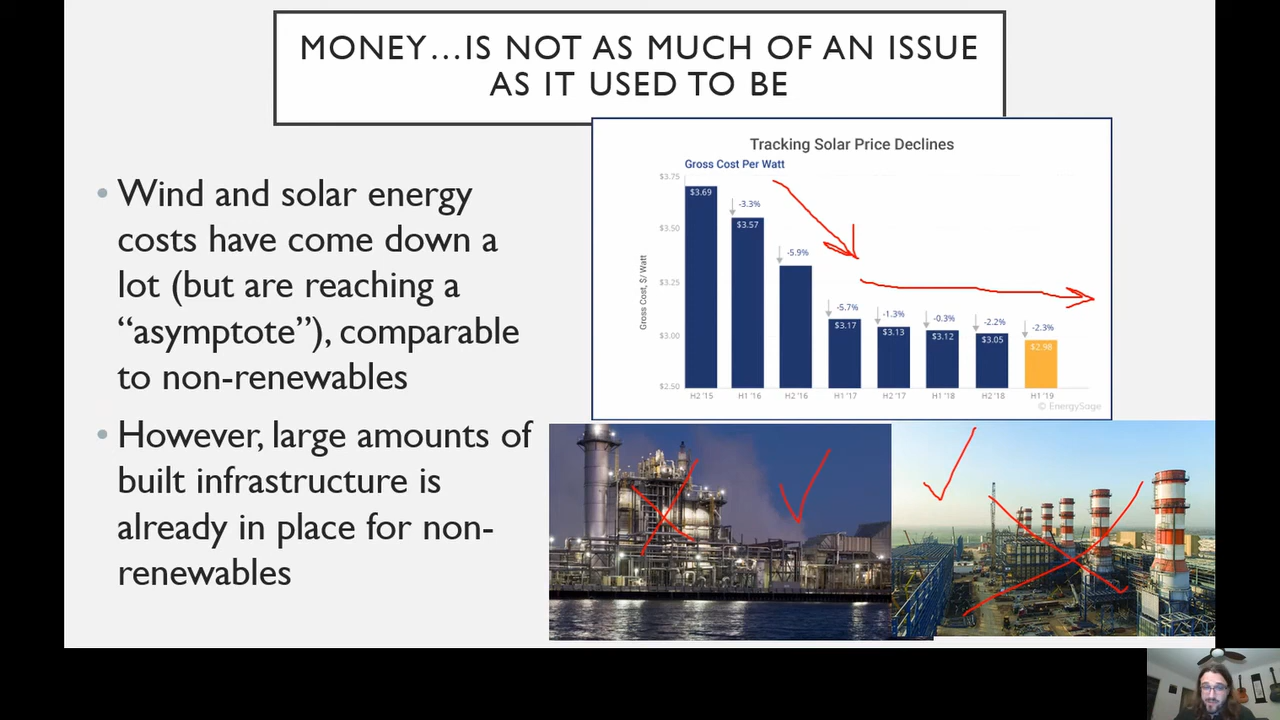 MONEY...IS NOT AS MUCH OF AN ISSUE
AS IT USED TO BE
• Wind and solar energy
costs have come down a
lot (but are reaching a
“asymptote”), comparable
to non-renewables
• However, large amounts of
built infrastructure is
already in place for non-
renewables
Tracking Solar Price Declines
Gross Cost Per Watt
Gross Cost, $/ Watt
$3.75
$3.50
$3.25
$3.00
$2.50
$3.69
-3.3%
$3.57
-5.9%
-5.7%
$3.17
-1.3%
$3.13
-0.3%
$3.12
-2.2%
$3.05
-2.3%
$2.98
H2 '15 H1 '16 H2 '16 H1 '17 H2 '17 H1 '18 H2 '18 H1 '19
© EnergySage